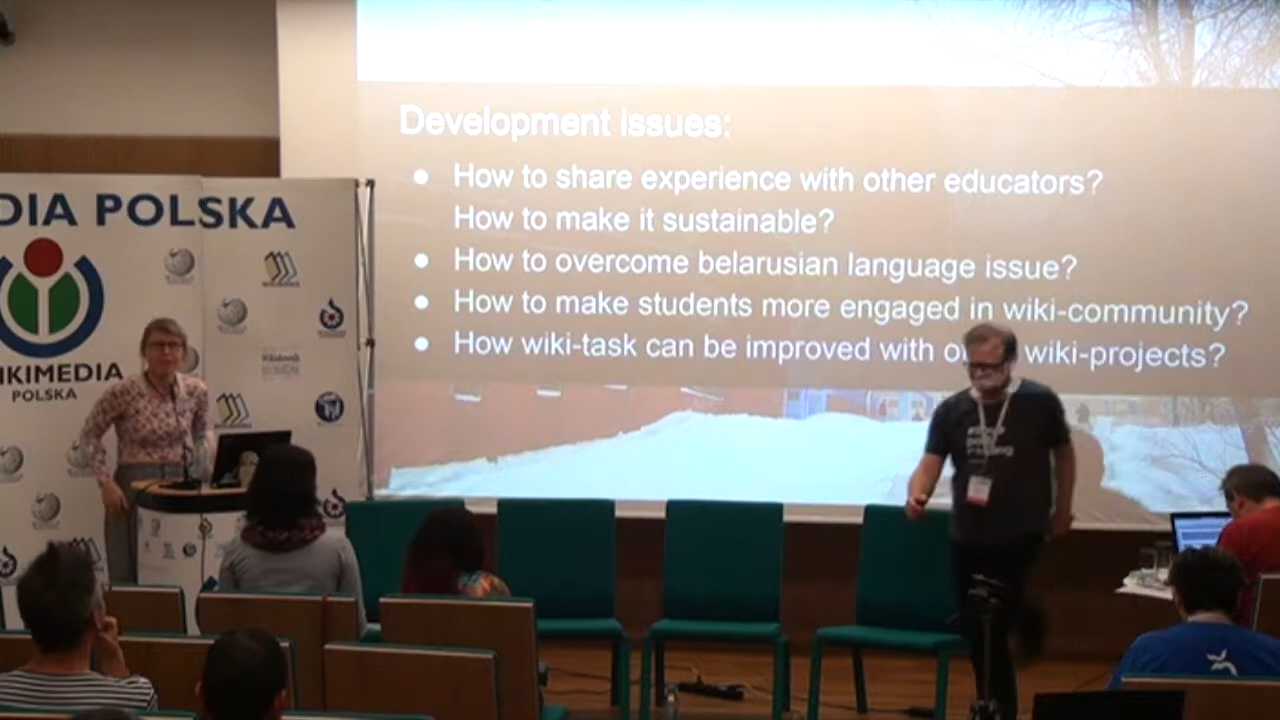 Development issues:
● How to share experience with other educators?
How to make it sustainable?
● How to overcome belarusian language issue?
● How to make students more engaged in wiki-community?
● How wiki-task can be improved with wiki-projects?
DIA POLSKA
IKIMEDIA
POLSKA